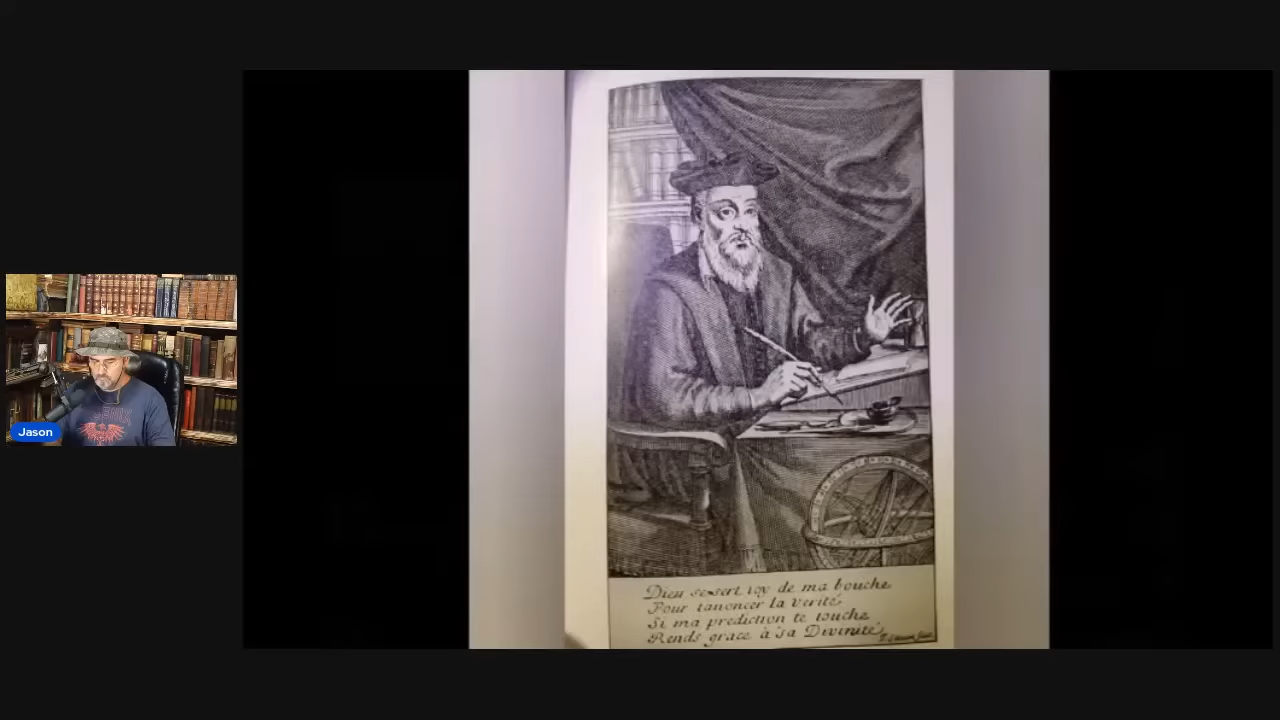 Jason
Dieu se sert icy de ma bouche
Pour tanoncer la verité
Si ma prediction te touche
Rends grace à sa Divinité